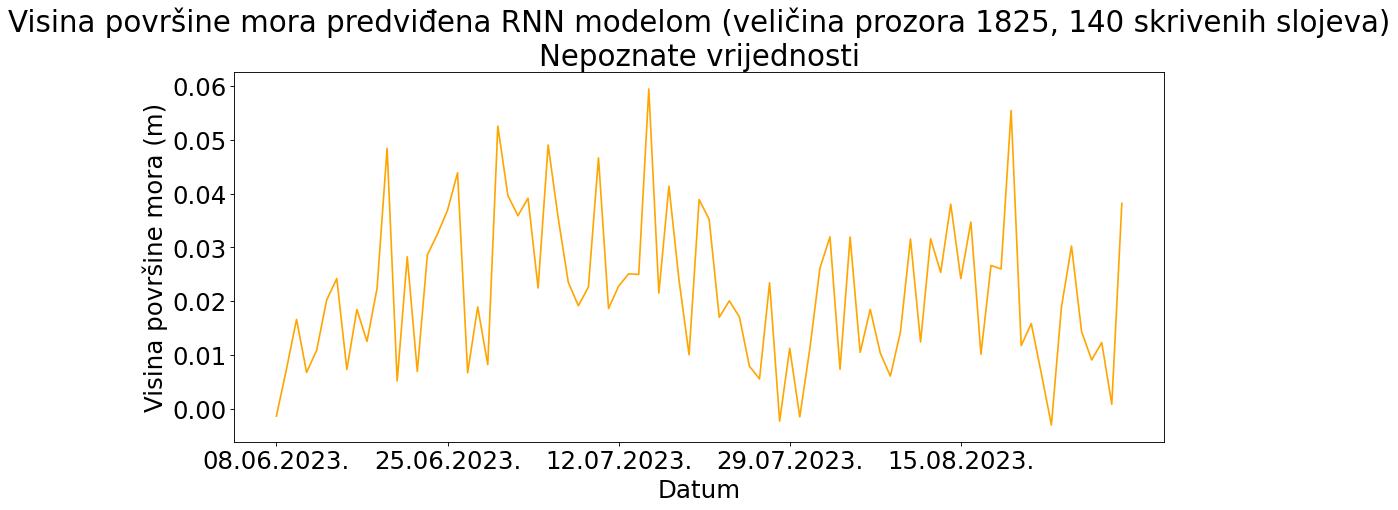 Visina površine mora predviđena RNN modelom (veličina prozora 1825, 140 skrivenih slojeva)
Nepoznate vrijednosti
Visina površine mora (m)
0.06
0.05
0.04
0.03
0.02
0.01
0.00
08.06.2023. 25.06.2023. 12.07.2023. 29.07.2023. 15.08.2023.
Datum